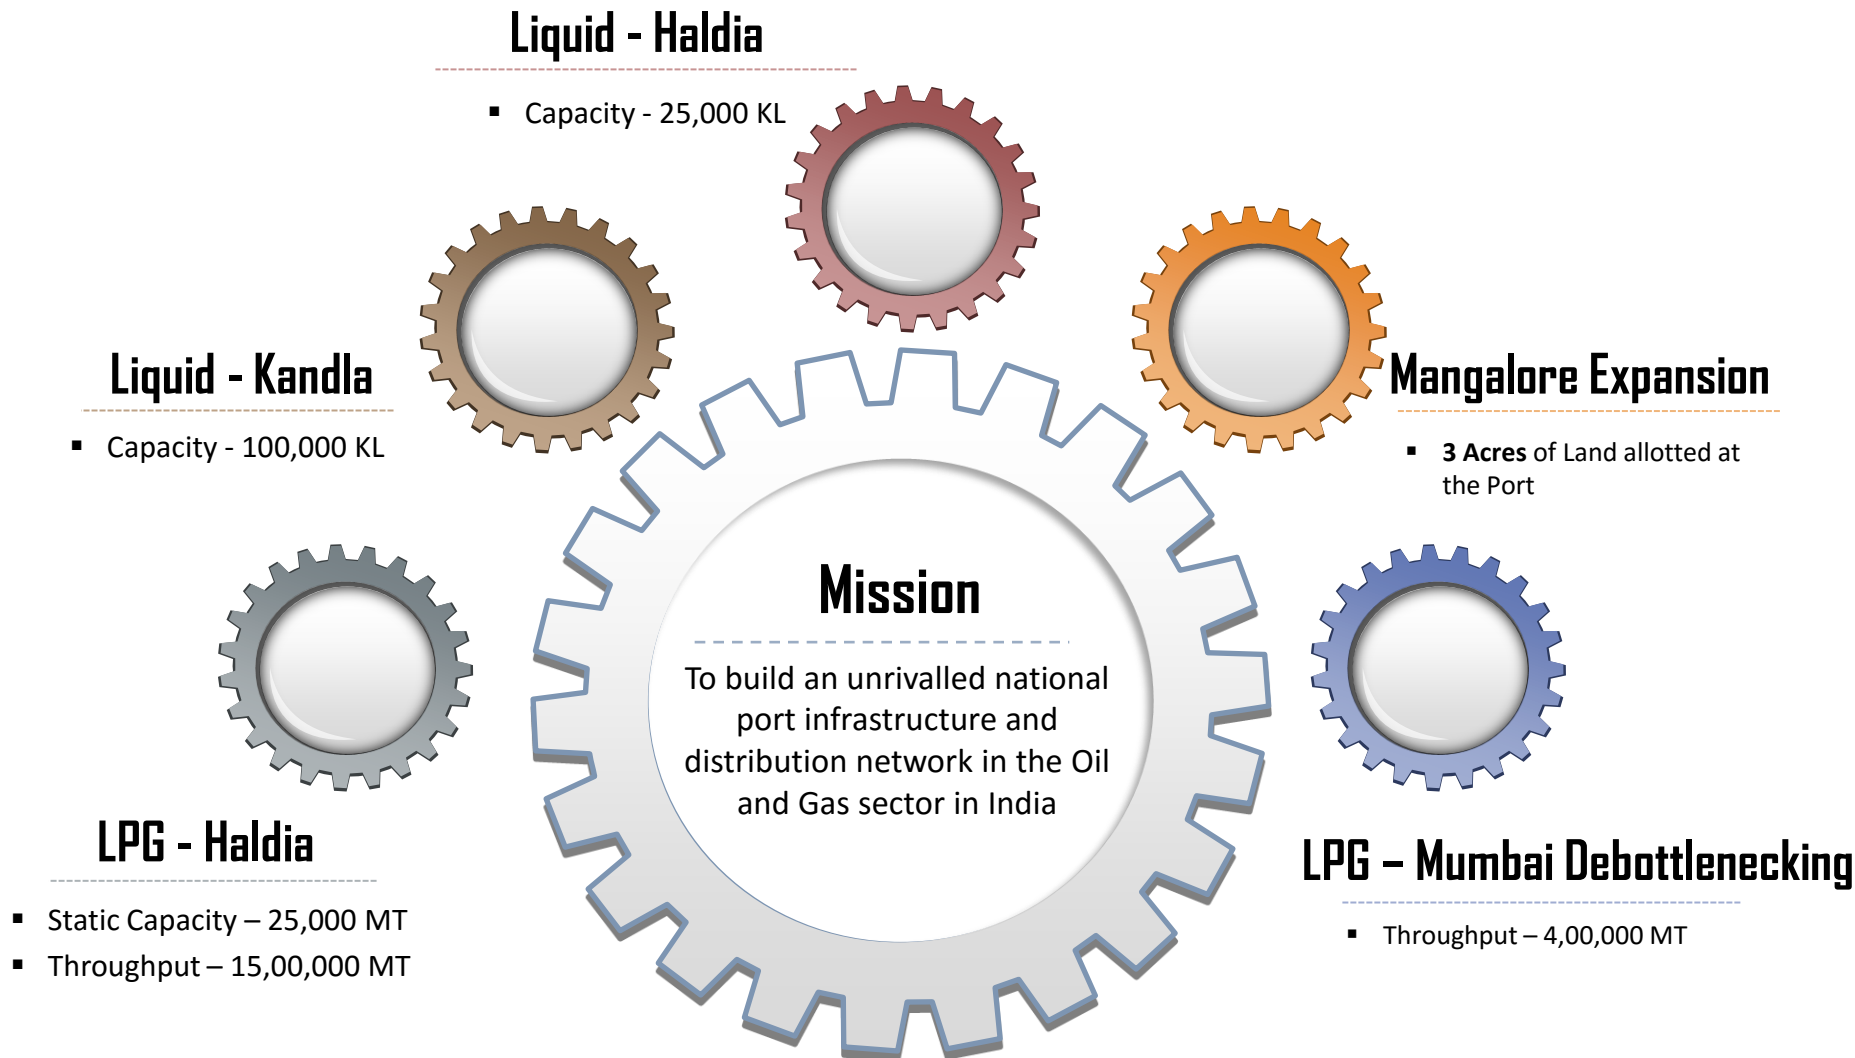 Liquid - Haldia
▪ Capacity - 25,000 KL
Liquid - Kandla
▪ Capacity - 100,000 KL
Mangalore Expansion
▪ 3 Acres of Land allotted at
the Port
Mission
To build an unrivalled national
port infrastructure and
distribution network in the Oil
and Gas sector in India
LPG - Haldia
▪ Static Capacity – 25,000 MT
▪ Throughput – 15,00,000 MT
LPG – Mumbai Debottlenecking
▪ Throughput – 4,00,000 MT